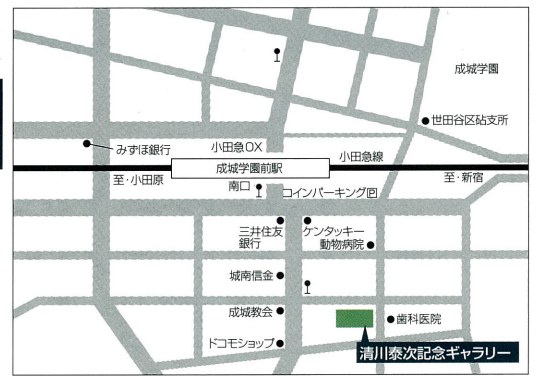 成城学園
世田谷区砧支所
みずほ銀行
小田急OX
成城学園前駅
小田急線
至・小田原
南口
コインパーキングP
至・新宿
三井住友
銀行
ケンタッキー
動物病院
城南信金
成城教会
歯科医院
ドコモショップ
清川泰次記念ギャラリー